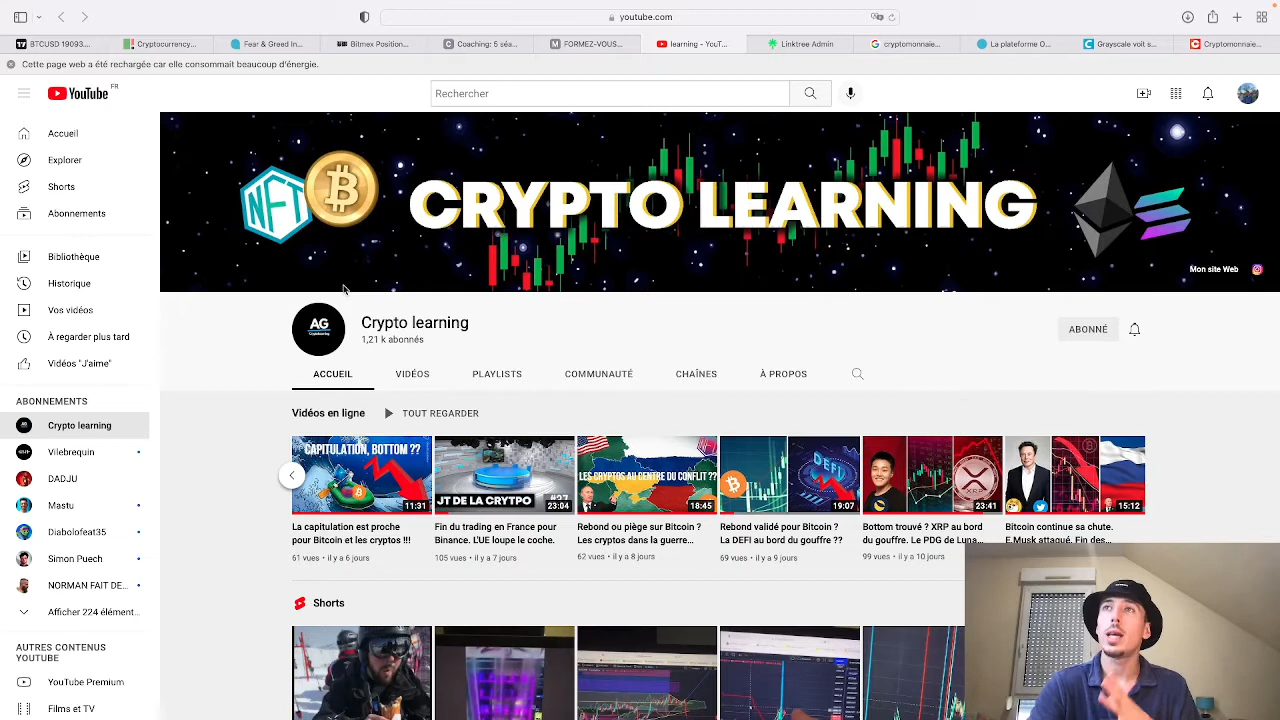 youtube.com
BTCUSD 19093....
Cryptocurrency...
Fear & Greed In...
Bitmex Position...
Coaching: 5 séa...
FORMEZ-VOUS...
learning - YouT...
Linktree Admin
cryptomonnaie...
La plateforme O...
Grayscale voit s...
Cryptomonnaie...
Cette page web a été rechargée car elle consommait beaucoup d'énergie.
YouTube FR
Rechercher
Accueil
Explorer
Shorts
Abonnements
Bibliothèque
Historique
Vos vidéos
À regarder plus tard
Vidéos "J'aime"
ABONNEMENTS
Crypto learning
Vilebrequin
DADJU
Mastu
Diabolofeat35
Simon Puech
NORMAN FAIT DE...
Afficher 224 élément...
AUTRES CONTENUS
YOUTUBE
YouTube Premium
Films et TV
NFT
CRYPTO LEARNING
Mon site Web
AG
Crypto learning
1,21 k abonnés
ABONNÉ
ACCUEIL
VIDÉOS
PLAYLISTS
COMMUNAUTÉ
CHAÎNES
À PROPOS
Vidéos en ligne
TOUT REGARDER
CAPITULATION, BOTTOM ??
11:31
La capitulation est proche
pour Bitcoin et les cryptos !!!
61 vues • il y a 6 jours
JT DE LA CRYTPO #27
23:04
Fin du trading en France pour
Binance. L'UE loupe le coche.
105 vues • il y a 7 jours
LES CRYPTOS AU CENTRE DU CONFLIT ??
18:45
Rebond ou piège sur Bitcoin ?
Les cryptos dans la guerre...
62 vues • il y a 8 jours
DEFI
19:07
Rebond validé pour Bitcoin ?
La DEFI au bord du gouffre ??
69 vues • il y a 9 jours
XRP
23:41
Bottom trouvé ? XRP au bord
du gouffre. Le PDG de Luna...
99 vues • il y a 10 jours
15:12
Bitcoin continue sa chute.
E.Musk attaqué. Fin des...
Shorts